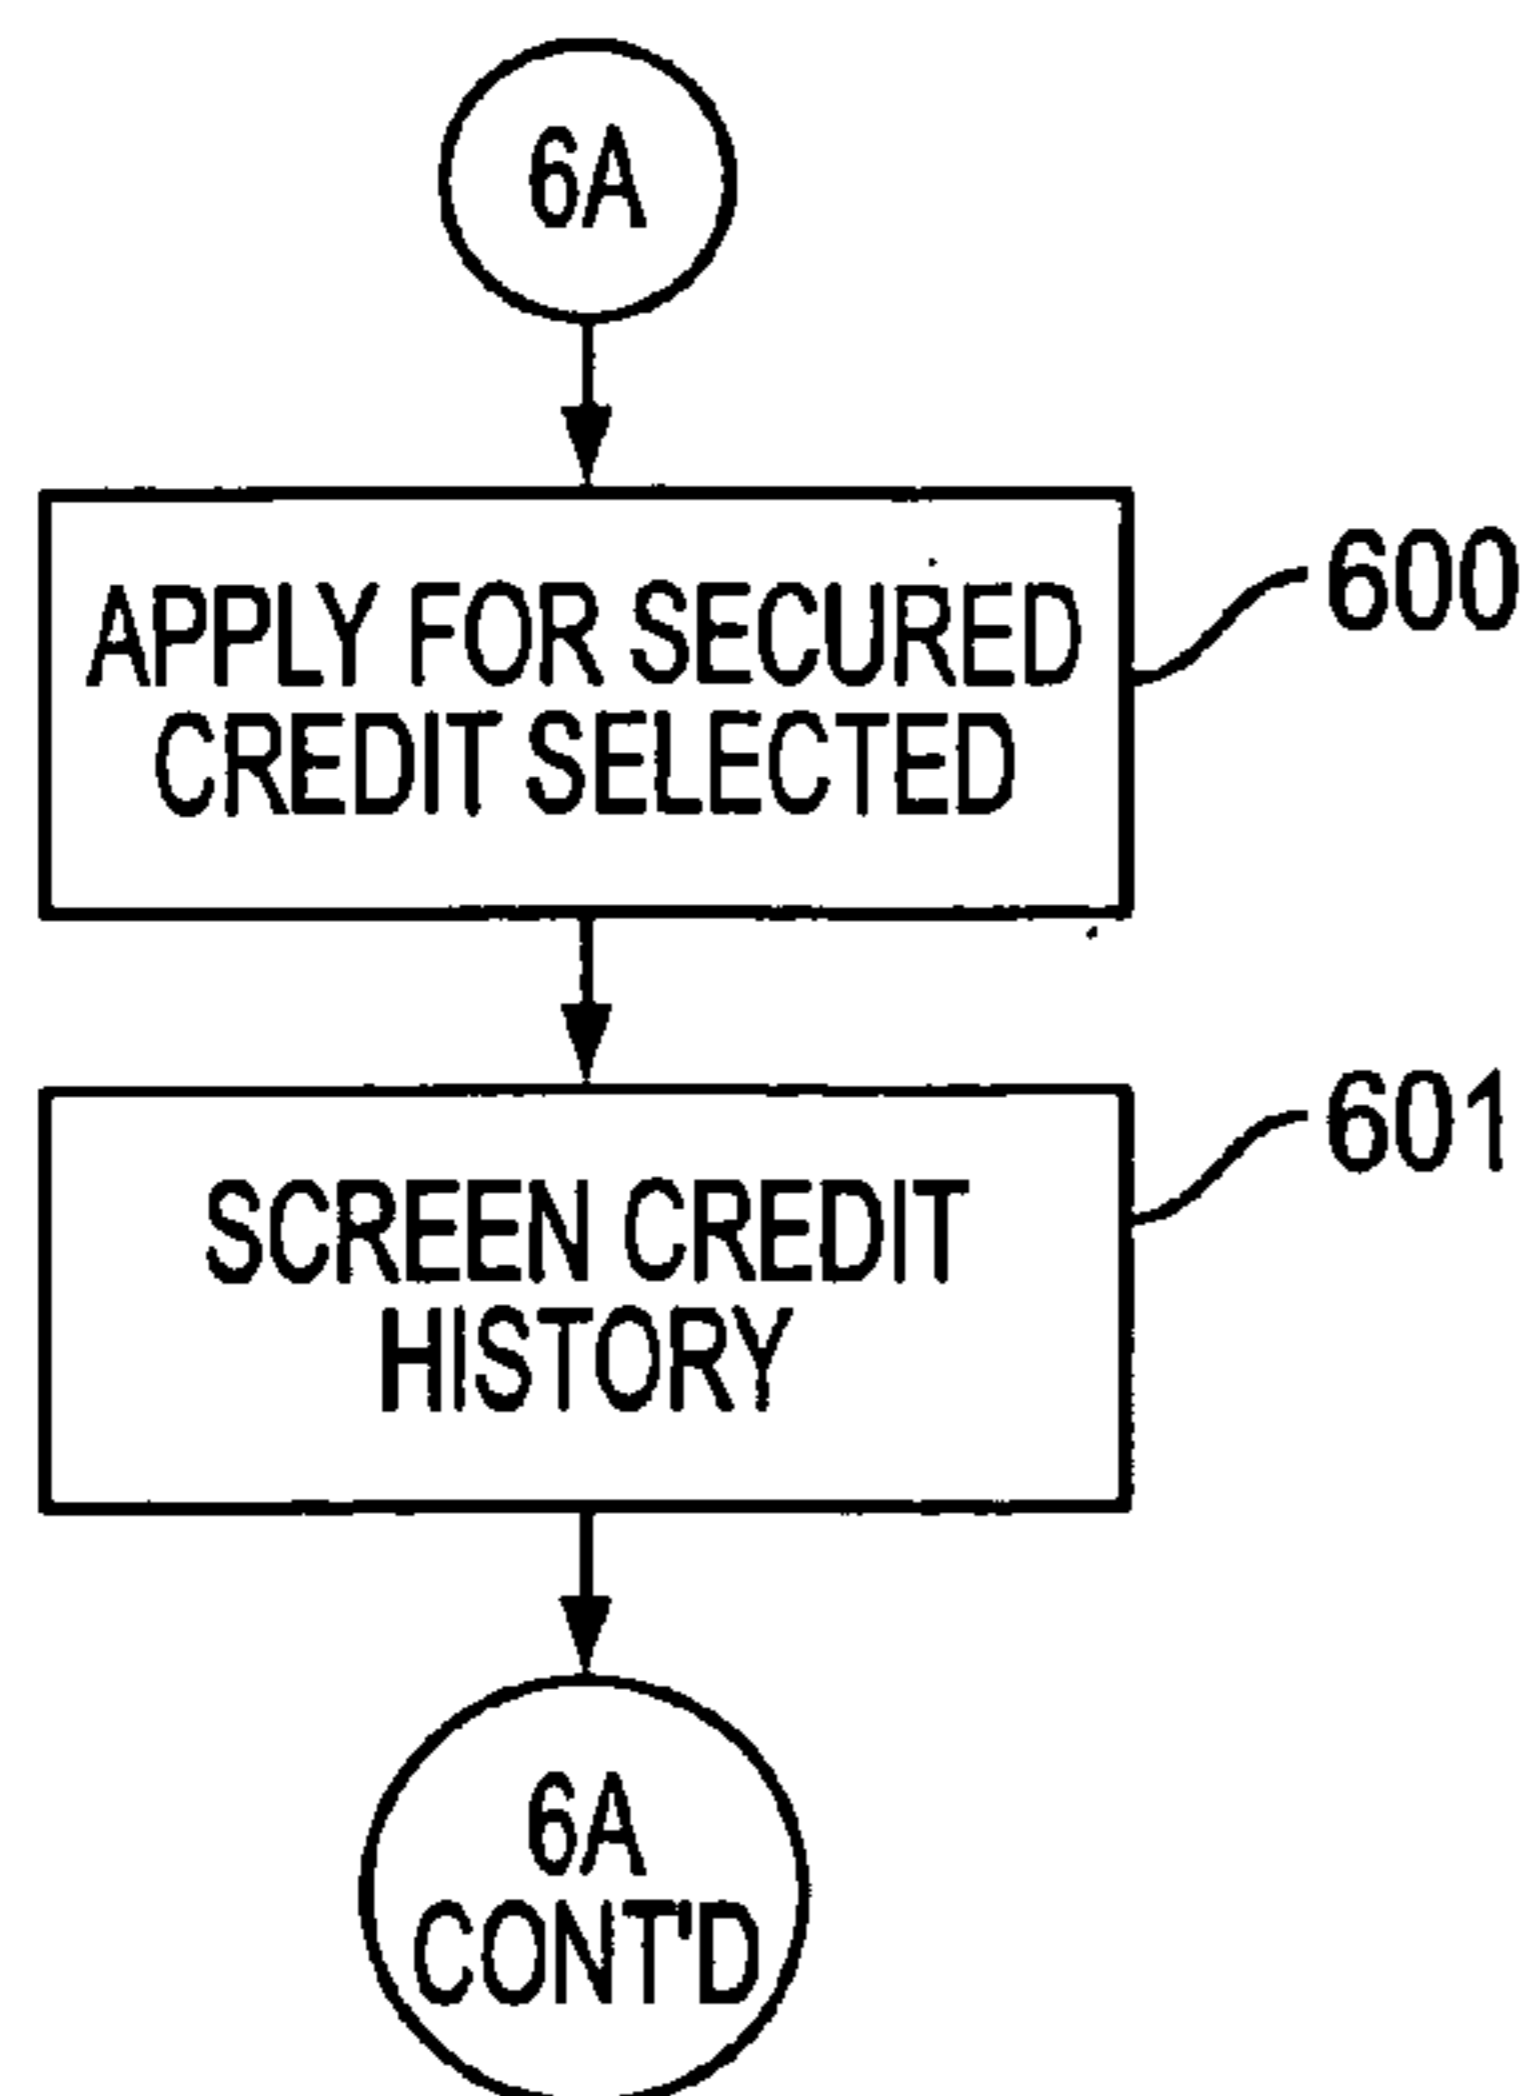 6A
APPLY FOR SECURED
CREDIT SELECTED
600
SCREEN CREDIT
HISTORY
601
6A
CONT'D